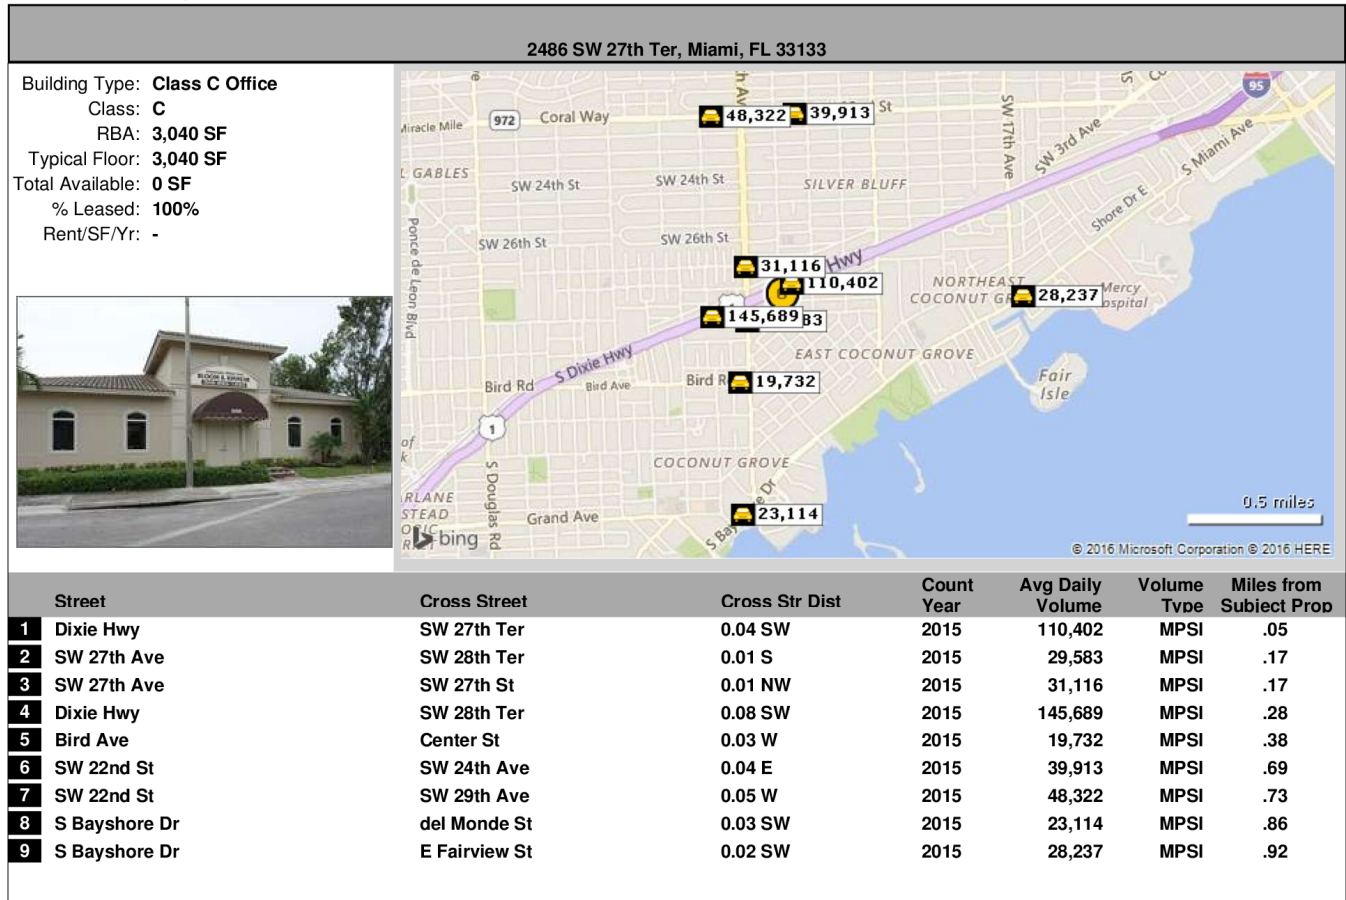 2486 SW 27th Ter, Miami, FL 33133
Building Type: Class C Office
Class: C
RBA: 3,040 SF
Typical Floor: 3,040 SF
Total Available: 0 SF
% Leased: 100%
Rent/SF/Yr: -
95
48,322
39,913
St
972
Coral Way
Miracle Mile
SW 17th Ave
SW 3rd Ave
S Miami Ave
GABLES
SW 24th St
SW 24th St
SILVER BLUFF
Shore Dr E
Ponce de Leon Blvd
SW 26th St
SW 26th St
31,116
Hwy
110,402
NORTHEAST
COCONUT
28,237
Mercy
145,689
83
S Dixie Hwy
EAST COCONUT GROVE
Bird Rd
Bird Ave
Bird
19,732
Fair
Isle
1
COCONUT GROVE
S Douglas Rd
Grand Ave
23,114
0.5 miles
bing
© 2016 Microsoft Corporation © 2016 HERE
Street Cross Street Cross Str Dist Count Year Avg Daily Volume Volume Type Miles from Subject Prop
1 Dixie Hwy SW 27th Ter 0.04 SW 2015 110,402 MPSI .05
2 SW 27th Ave SW 28th Ter 0.01 S 2015 29,583 MPSI .17
3 SW 27th Ave SW 27th St 0.01 NW 2015 31,116 MPSI .17
4 Dixie Hwy SW 28th Ter 0.08 SW 2015 145,689 MPSI .28
5 Bird Ave Center St 0.03 W 2015 19,732 MPSI .38
6 SW 22nd St SW 24th Ave 0.04 E 2015 39,913 MPSI .69
7 SW 22nd St SW 29th Ave 0.05 W 2015 48,322 MPSI .73
8 S Bayshore Dr del Monde St 0.03 SW 2015 23,114 MPSI .86
9 S Bayshore Dr E Fairview St 0.02 SW 2015 28,237 MPSI .92